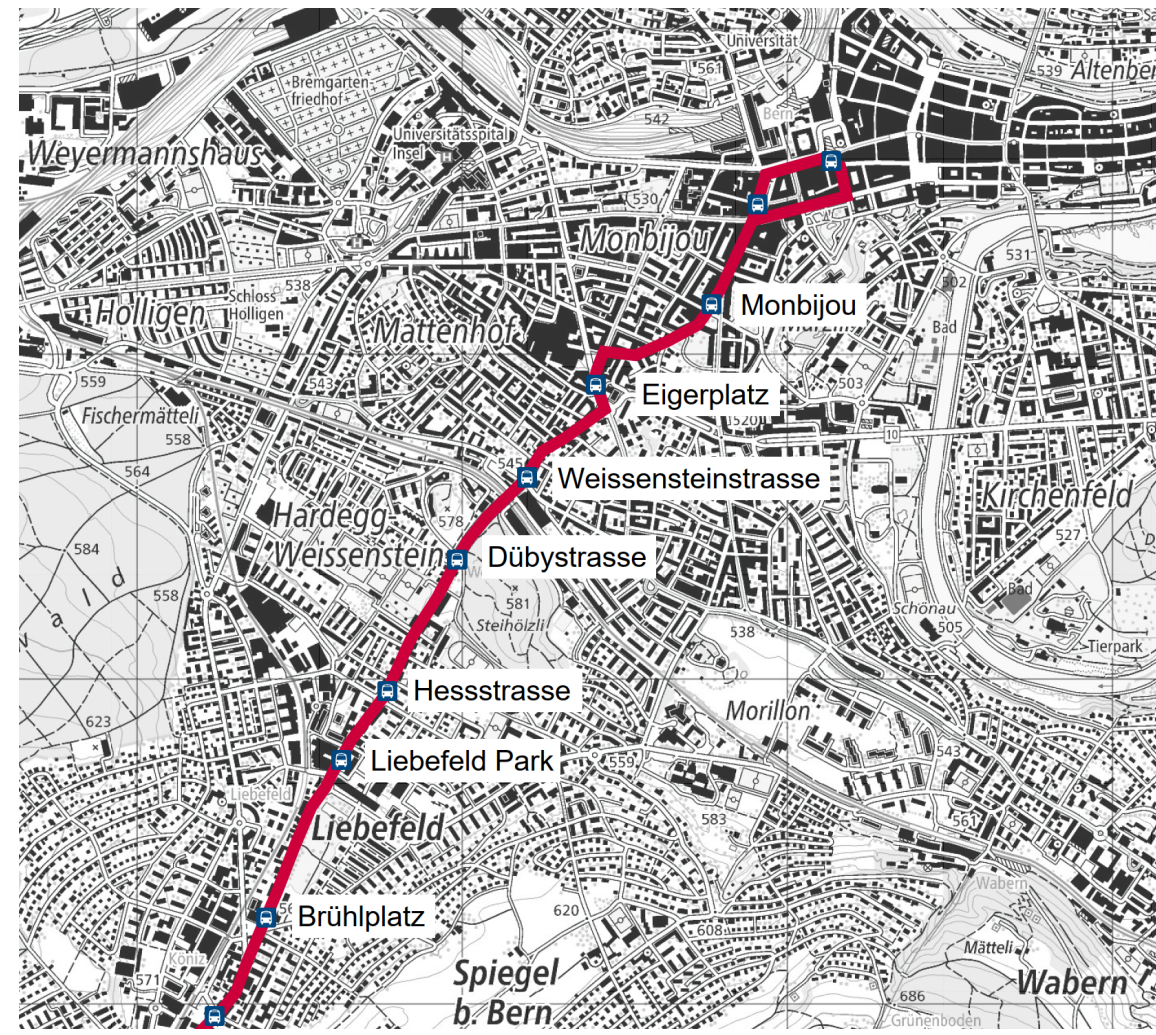 Universität
561
539
Altenber
Bremgarten
friedhof
542
Bern
Universitätsspital
Insel
Weyermannshaus
530
Monbijou
531
538
Schloss
Holligen
502
Holligen
Monbijou
Mattenhof
Bad
543
559
503
Fischermätteli
Eigerplatz
558
520
10
545
564
Weissensteinstrasse
Kirchenfeld
578
Hardegg
527
584
Weissenstein
Dübystrasse
w a l d
558
581
Bad
Steihölzli
Schönau
505
538
Tierpark
Hessstrasse
Morillon
623
543
Liebefeld Park
559
Liebefeld
561
583
Liebefeld
Wabern
620
Brühlplatz
608
Mätteli
Köniz
571
Spiegel
b. Bern
Wabern
686
Grünenboden